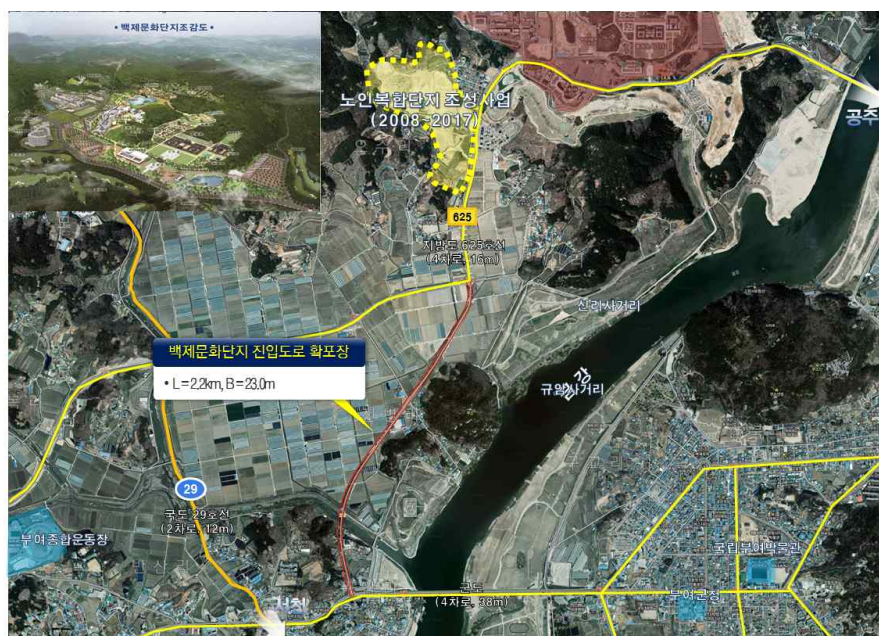 • 백제문화단지조감도 •
노인복합단지 조성사업
(2008~2017)
공주
625
지방도 625호선
(4차로, 16m)
신리사거리
백제문화단지 진입도로 확포장
• L=2.2km, B=23.0m
규암사거리
금강
29
국도 29호선
(2차로, 12m)
부여종합운동장
국립부여박물관
서천
군도
(4차로, 38m)
부여군청